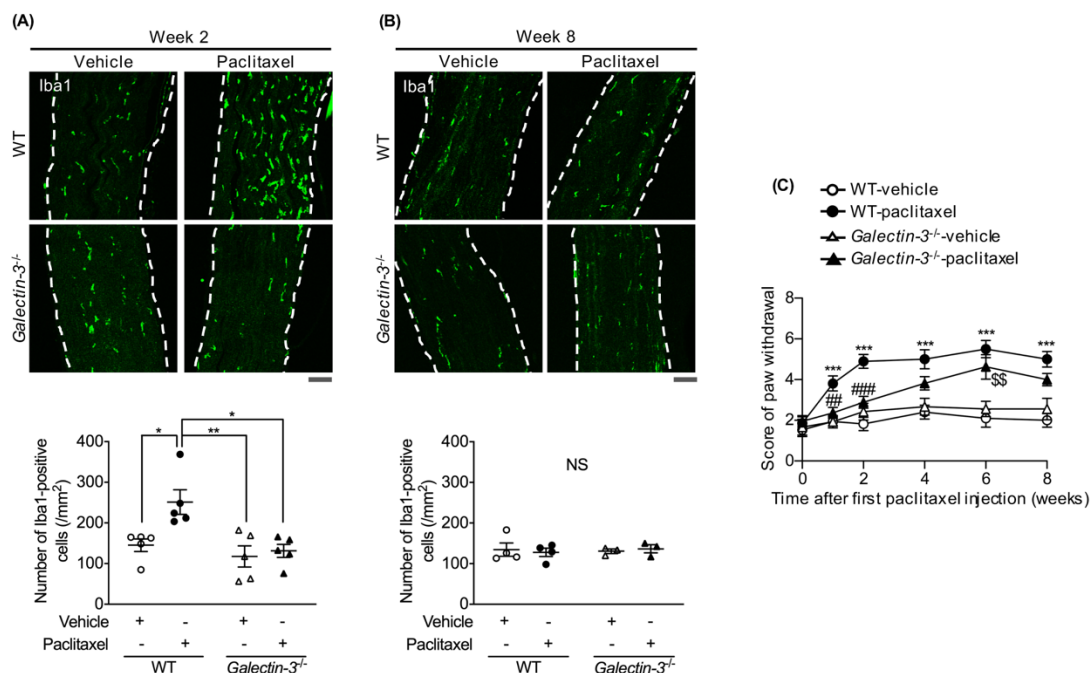 (A)
Week 2
Vehicle Paclitaxel
Iba1
WT
Galectin-3-/-
Number of Iba1-positive
cells (/mm2)
400
300
200
100
0
* * **
Vehicle + - + -
Paclitaxel - + - +
WT Galectin-3-/-
(B)
Week 8
Vehicle Paclitaxel
Iba1
WT
Galectin-3-/-
Number of Iba1-positive
cells (/mm2)
400
300
200
100
0
NS
Vehicle + - + -
Paclitaxel - + - +
WT Galectin-3-/-
(C)
WT-vehicle
WT-paclitaxel
Galectin-3-/--vehicle
Galectin-3-/--paclitaxel
Score of paw withdrawal
8
6
4
2
0
*** *** *** *** ***
## ### $$
0 2 4 6 8
Time after first paclitaxel injection (weeks)